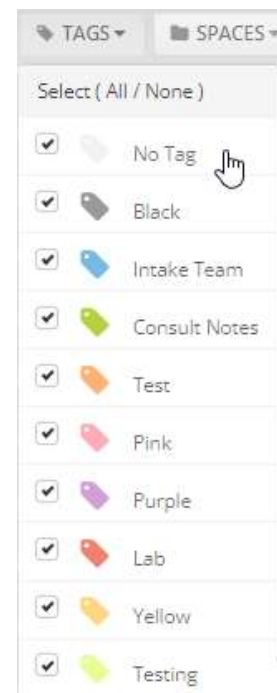 TAGS SPACES
Select ( All / None )
No Tag
Black
Intake Team
Consult Notes
Test
Pink
Purple
Lab
Yellow
Testing